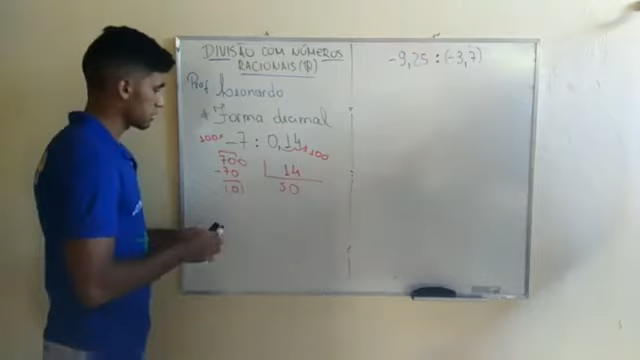 DIVISÃO COM NÚMEROS
RACIONAIS (Q)
Prof Leonardo
* Forma decimal
100× -7 : 0,14 ×100
700 14
-70 50
(0)
-9,25 : (-3,7)